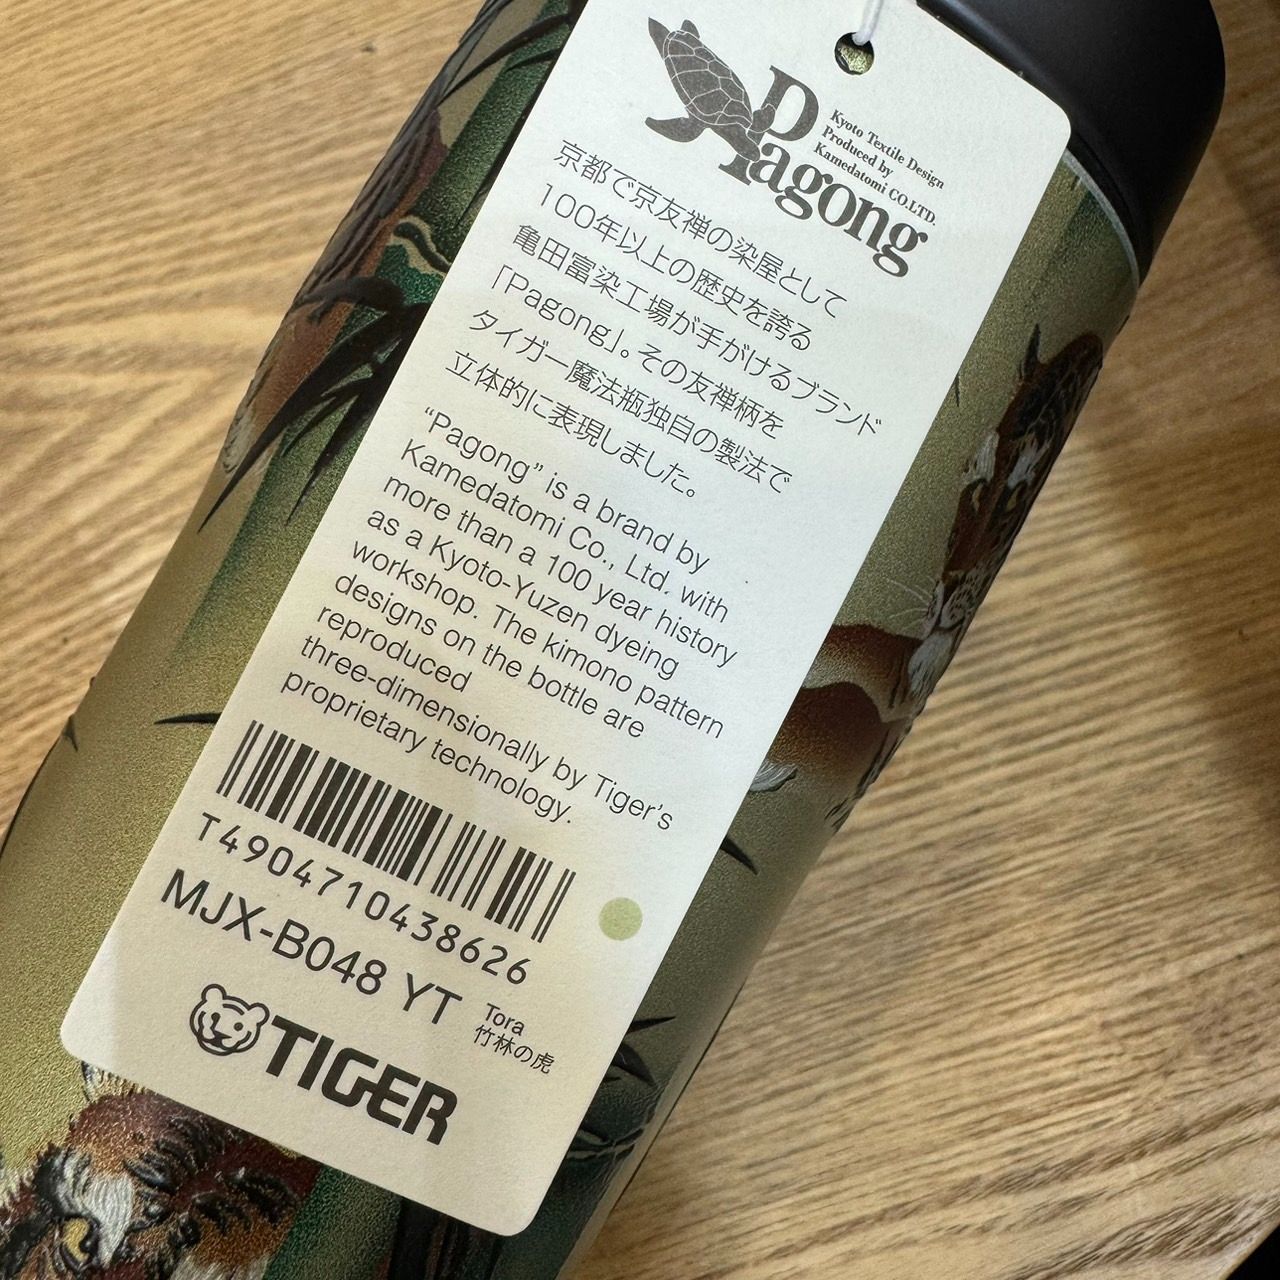 Pagong
Kyoto Textile Design
Produced by
Kamedatomi CO.LTD.
京都で京友禅の染屋として
100年以上の歴史を誇る
亀田富染工場が手がけるブランド
「Pagong」。その友禅柄を
タイガー魔法瓶独自の製法で
立体的に表現しました。
“Pagong” is a brand by
Kamedatomi Co., Ltd. with
more than a 100 year history
as a Kyoto-Yuzen dyeing
workshop. The kimono pattern
designs on the bottle are
reproduced
three-dimensionally by Tiger’s
proprietary technology.
T4904710438626
MJX-B048 YT
Tora
竹林の虎
TIGER